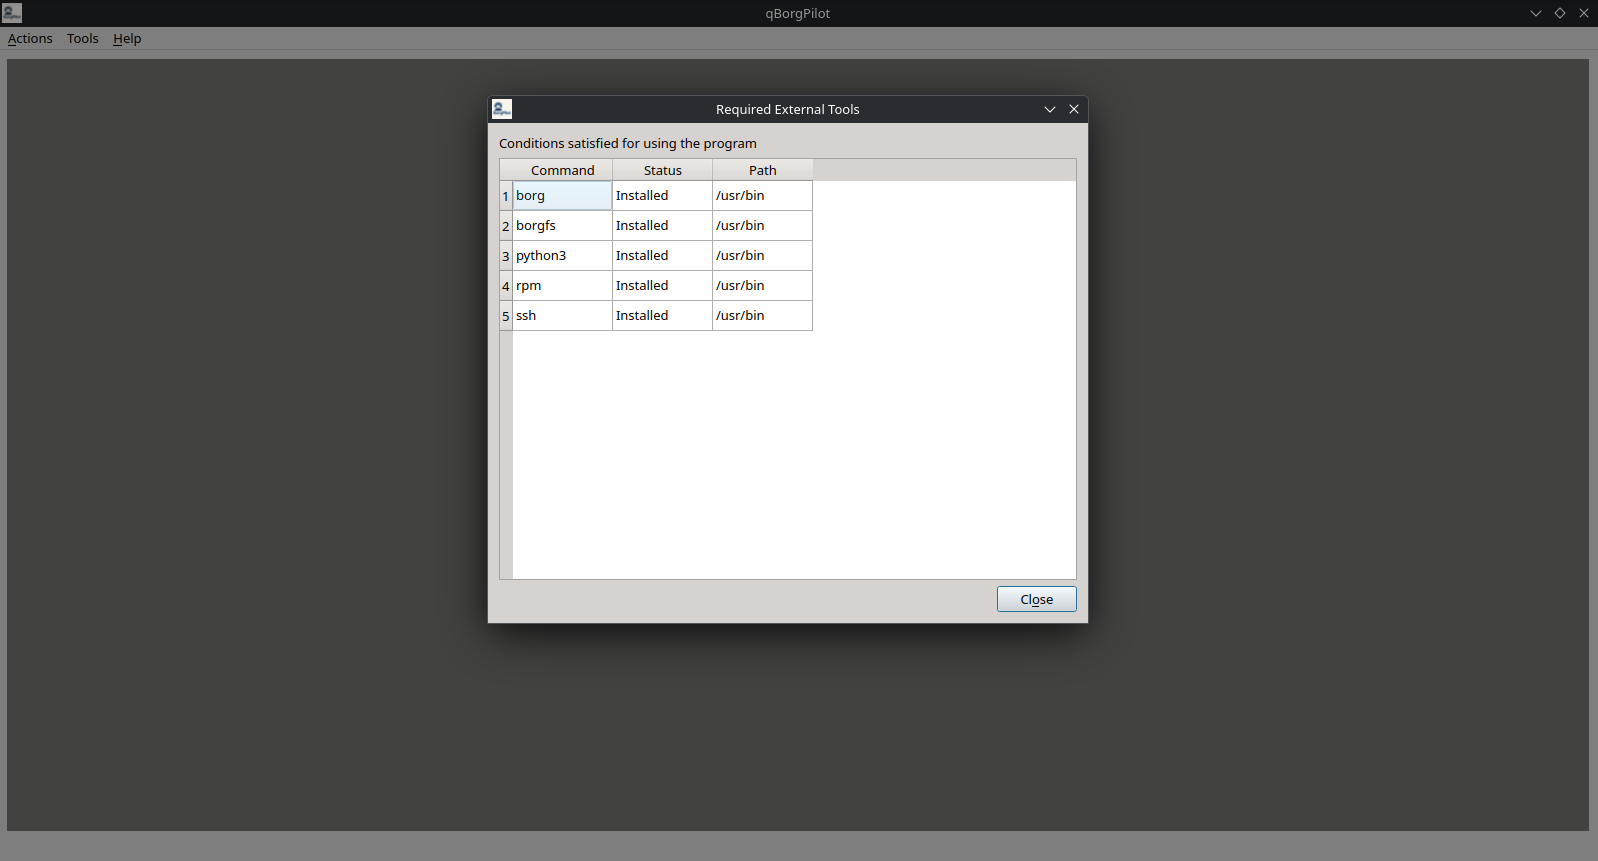 qBorgPilot
Actions Tools Help
Required External Tools
Conditions satisfied for using the program
Command Status Path
1 borg Installed /usr/bin
2 borgfs Installed /usr/bin
3 python3 Installed /usr/bin
4 rpm Installed /usr/bin
5 ssh Installed /usr/bin
Close